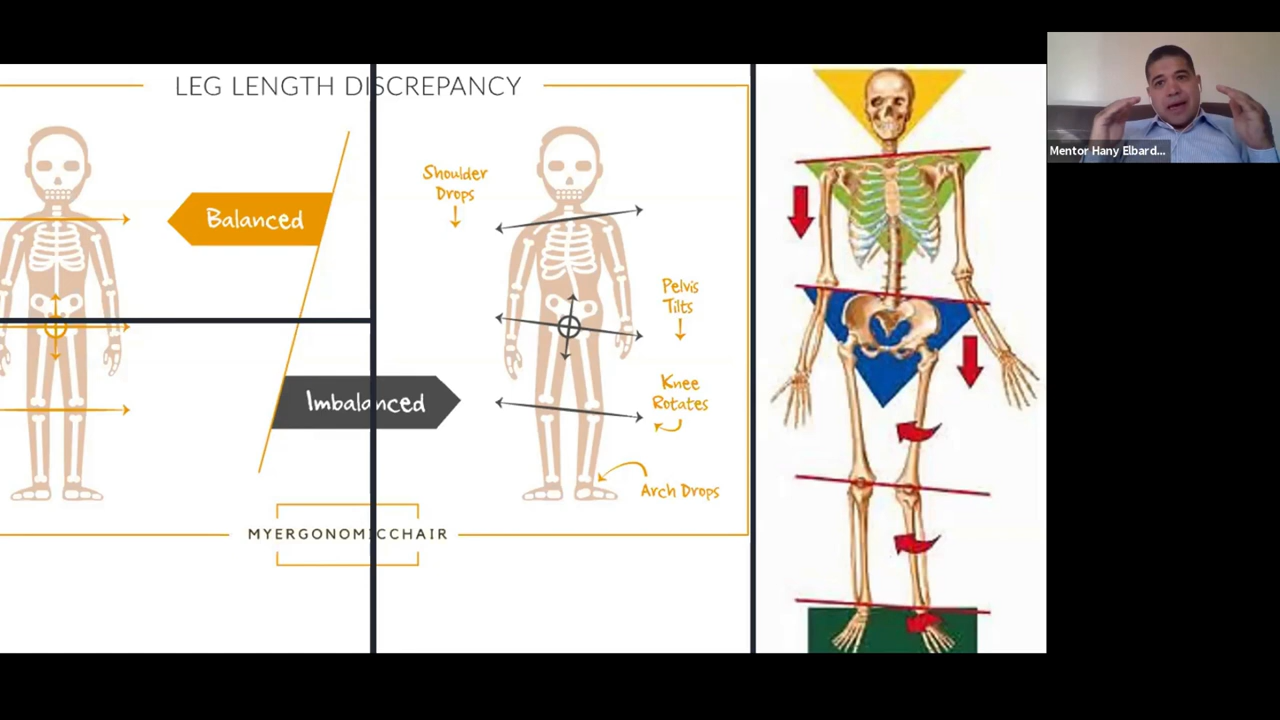 LEG LENGTH DISCREPANCY
Balanced
Imbalanced
Shoulder
Drops
Pelvis
Tilts
Knee
Rotates
Arch Drops
MYERGONOMICCHAIR
Mentor Hany Elbard...